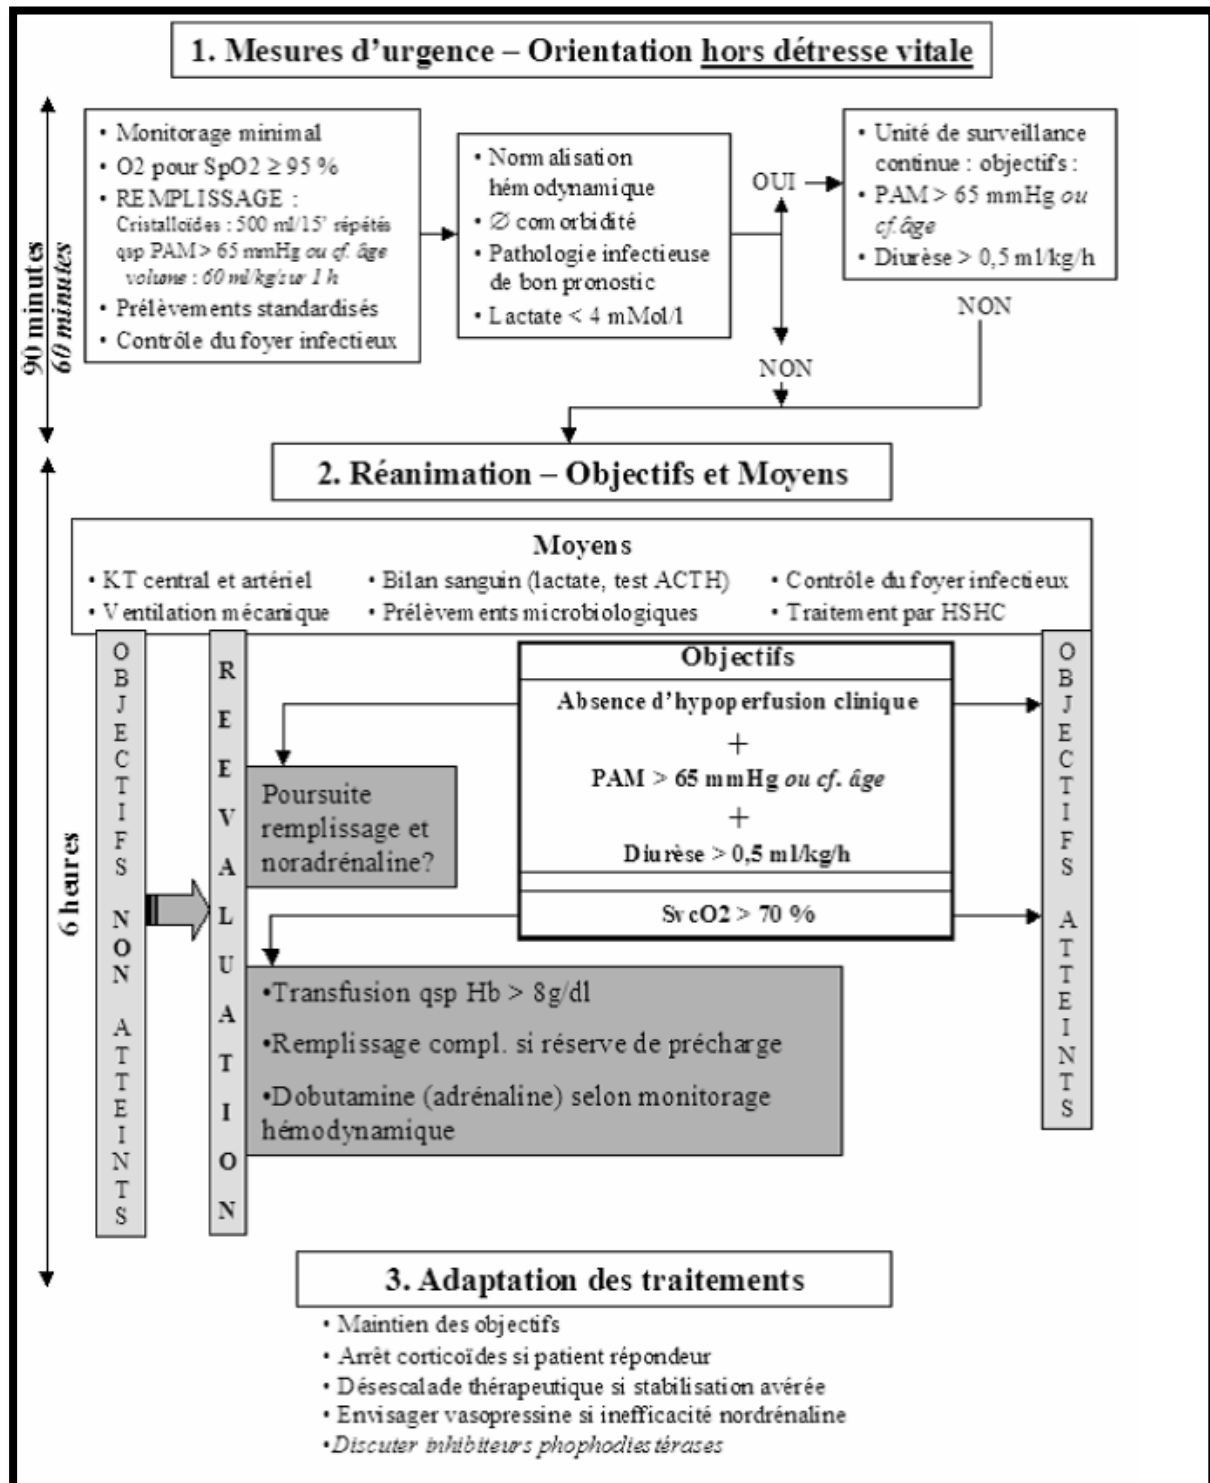 1. Mesures d'urgence – Orientation hors détresse vitale
90 minutes
60 minutes
• Monitorage minimal
• O2 pour SpO2 ≥ 95 %
• REMPLISSAGE :
Cristalloïdes : 500 ml/15' répétés
qsp PAM > 65 mmHg ou cf. âge
volume : 60 ml/kg/sur 1 h
• Prélèvements standardisés
• Contrôle du foyer infectieux
• Normalisation
hémodynamique
• ∅ comorbidité
• Pathologie infectieuse
de bon pronostic
• Lactate < 4 mMol/l
OUI
NON
• Unité de surveillance
continue : objectifs :
• PAM > 65 mmHg ou
cf. âge
• Diurèse > 0,5 ml/kg/h
NON
2. Réanimation – Objectifs et Moyens
6 heures
Moyens
• KT central et artériel
• Ventilation mécanique
• Bilan sanguin (lactate, test ACTH)
• Prélèvements microbiologiques
• Contrôle du foyer infectieux
• Traitement par HSHC
OBJECTIFS NON ATTEINTS
REEVALUATION
Objectifs
Absence d'hypoperfusion clinique
+
PAM > 65 mmHg ou cf. âge
+
Diurèse > 0,5 ml/kg/h
SvcO2 > 70 %
OBJECTIFS ATTEINTS
Poursuite
remplissage et
noradrénaline?
•Transfusion qsp Hb > 8g/dl
•Remplissage compl. si réserve de précharge
•Dobutamine (adrénaline) selon monitorage
hémodynamique
3. Adaptation des traitements
• Maintien des objectifs
• Arrêt corticoïdes si patient répondeur
• Désescalade thérapeutique si stabilisation avérée
• Envisager vasopressine si inefficacité nordrénaline
•Discuter inhibiteurs phophodiestérases